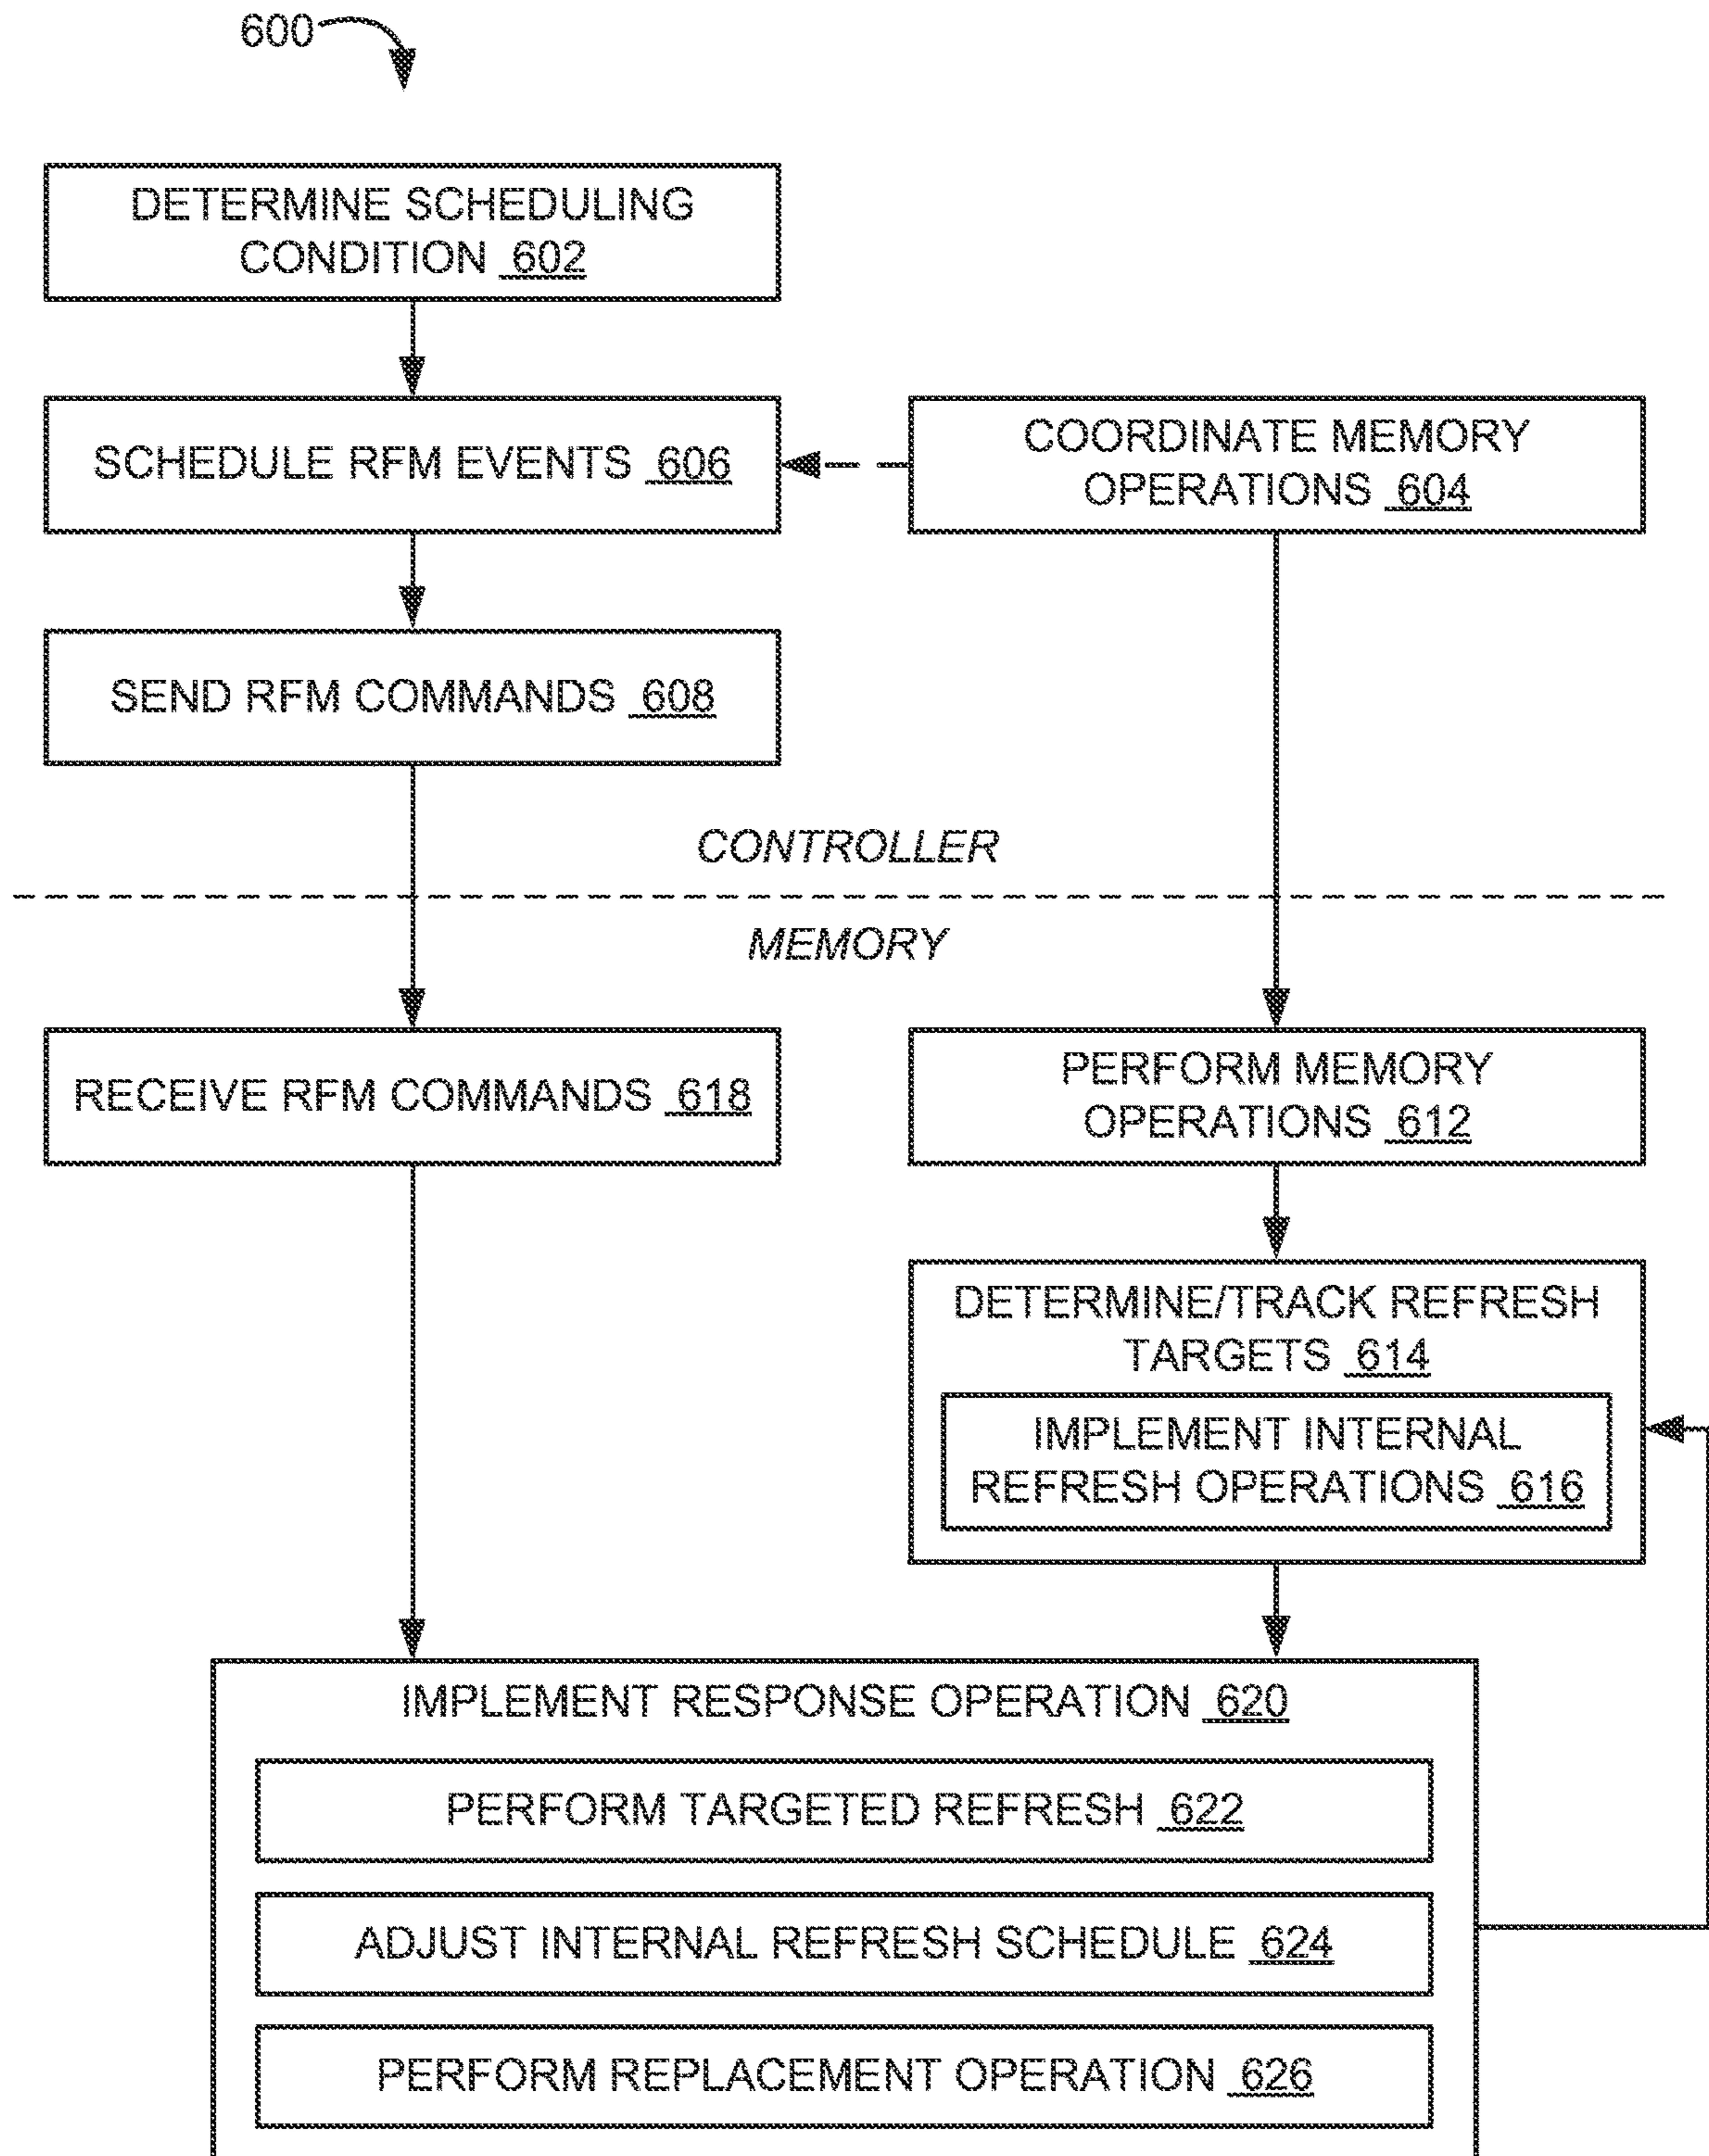 600
DETERMINE SCHEDULING
CONDITION 602
SCHEDULE RFM EVENTS 606
COORDINATE MEMORY
OPERATIONS 604
SEND RFM COMMANDS 608
CONTROLLER
MEMORY
RECEIVE RFM COMMANDS 618
PERFORM MEMORY
OPERATIONS 612
DETERMINE/TRACK REFRESH
TARGETS 614
IMPLEMENT INTERNAL
REFRESH OPERATIONS 616
IMPLEMENT RESPONSE OPERATION 620
PERFORM TARGETED REFRESH 622
ADJUST INTERNAL REFRESH SCHEDULE 624
PERFORM REPLACEMENT OPERATION 626